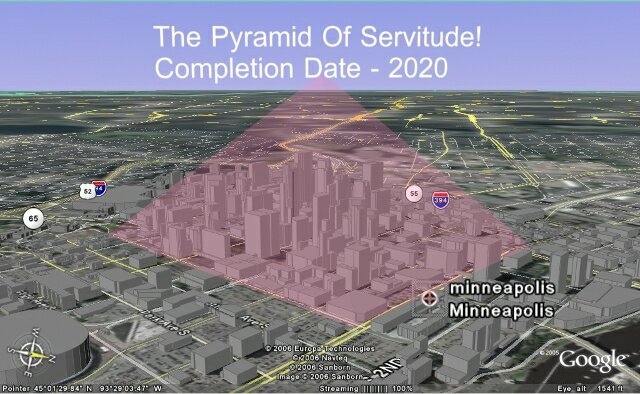 The Pyramid Of Servitude!
Completion Date - 2020
52
65
55
394
minneapolis
Minneapolis
© 2006 Europa Technologies
© 2006 Navteq
© 2006 Sanborn
Image © 2006 Sanborn
2ND
© 2005 Google
Pointer 45°01'29.84" N 93°29'03.47" W
Streaming |||||||||| 100%
Eye alt 1541 ft